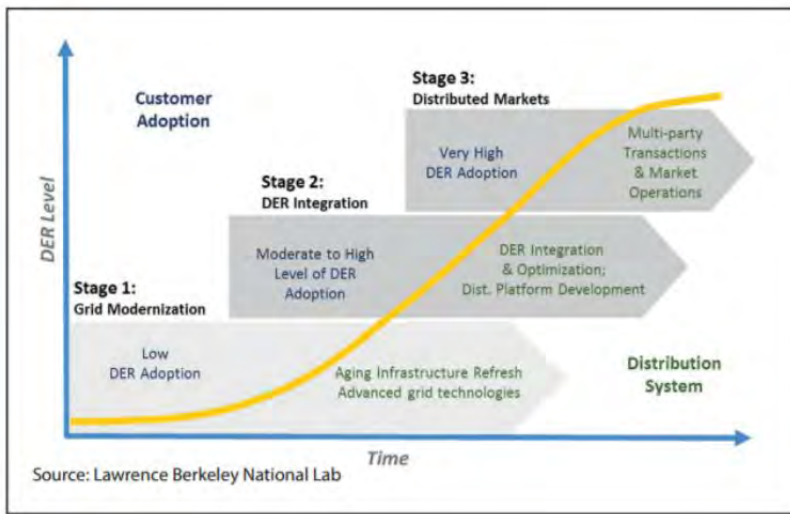 Customer
Adoption
Stage 3:
Distributed Markets
Very High
DER Adoption
Multi-party
Transactions
& Market
Operations
Stage 2:
DER Integration
Moderate to High
Level of DER
Adoption
DER Integration
& Optimization;
Dist. Platform Development
Stage 1:
Grid Modernization
Low
DER Adoption
Aging Infrastructure Refresh
Advanced grid technologies
Distribution
System
DER Level
Time
Source: Lawrence Berkeley National Lab